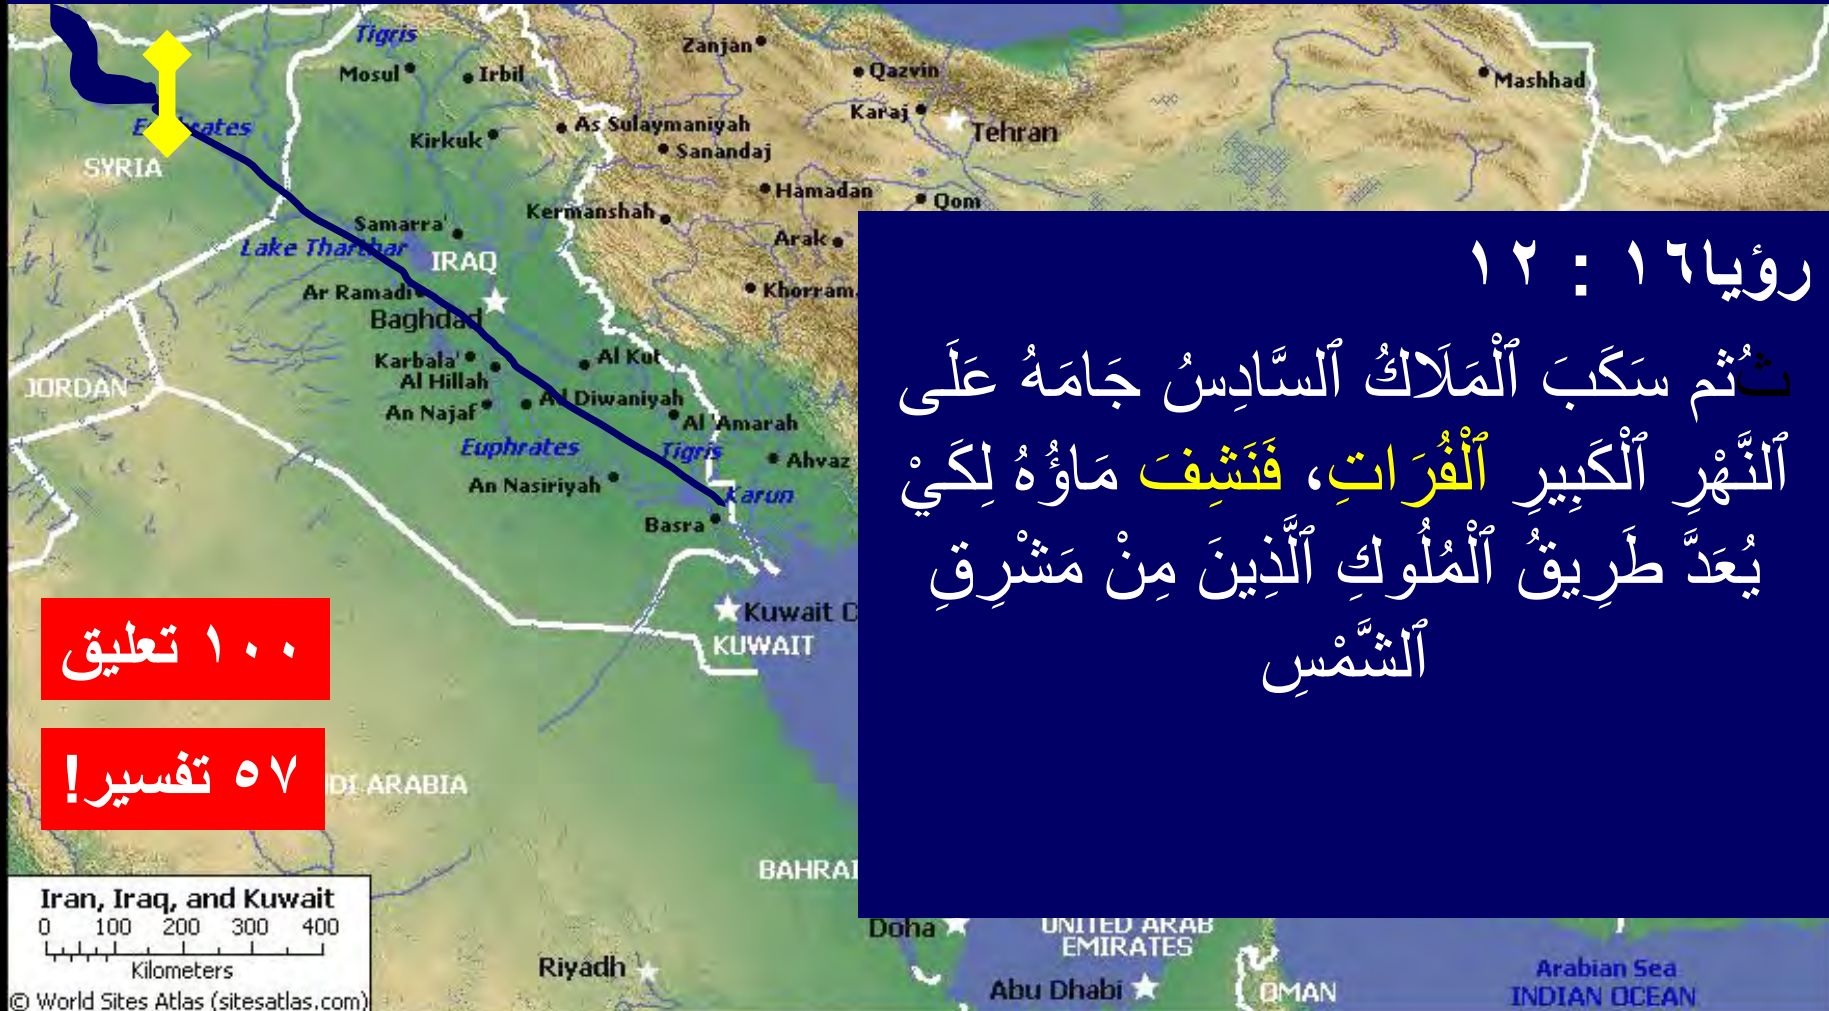 Tigris
Zanjan
Mosul
Irbil
Qazvin
Mashhad
Karaj
Tehran
Euphrates
As Sulaymaniyah
Kirkuk
Sanandaj
SYRIA
Hamadan
Qom
Kermanshah
Samarra'
Arak
Lake Tharthar
IRAQ
Ar Ramadi
Khorram
Baghdad
Karbala'
Al Kut
Al Hillah
JORDAN
Ad Diwaniyah
An Najaf
Al 'Amarah
Euphrates
Tigris
Ahvaz
An Nasiriyah
Karun
Basra
Kuwait C
KUWAIT
DI ARABIA
BAHRAI
Doha
UNITED ARAB
EMIRATES
Riyadh
Abu Dhabi
OMAN
Arabian Sea
INDIAN OCEAN
رؤيا١٦ : ١٢
ثُثم سَكَبَ ٱلْمَلَاكُ ٱلسَّادِسُ جَامَهُ عَلَى
ٱلنَّهْرِ ٱلْكَبِيرِ ٱلْفُرَاتِ، فَنَشِفَ مَاؤُهُ لِكَيْ
يُعَدَّ طَرِيقُ ٱلْمُلُوكِ ٱلَّذِينَ مِنْ مَشْرِقِ
ٱلشَّمْسِ
١٠٠ تعليق
٥٧ تفسير!
Iran, Iraq, and Kuwait
0 100 200 300 400
Kilometers
© World Sites Atlas (sitesatlas.com)